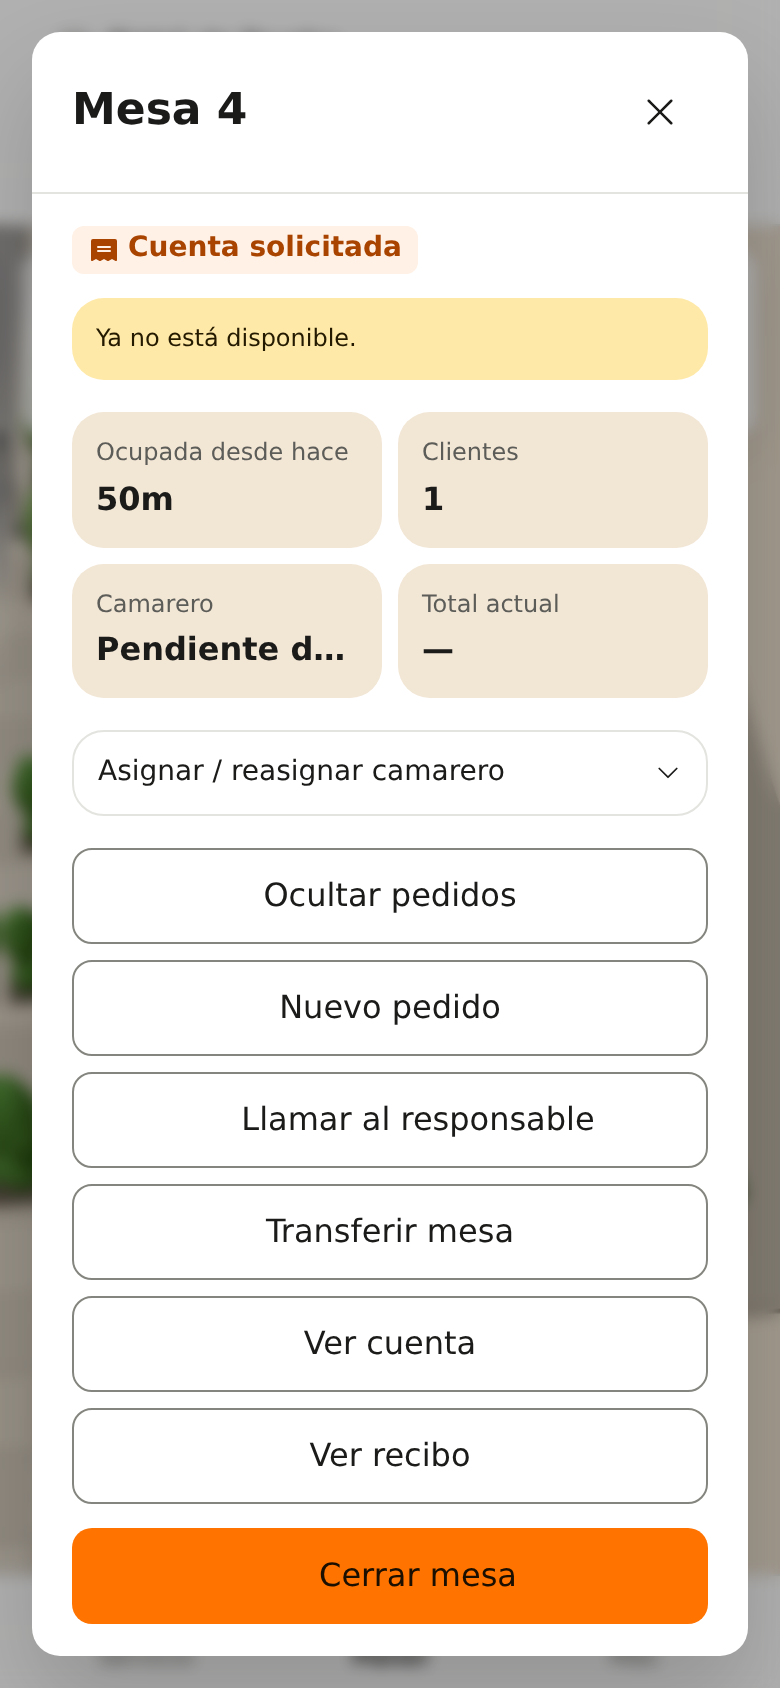 Mesa 4
Cuenta solicitada
Ya no está disponible.
Ocupada desde hace
50m
Clientes
1
Camarero
Pendiente d…
Total actual
—
Asignar / reasignar camarero
Ocultar pedidos
Nuevo pedido
Llamar al responsable
Transferir mesa
Ver cuenta
Ver recibo
Cerrar mesa